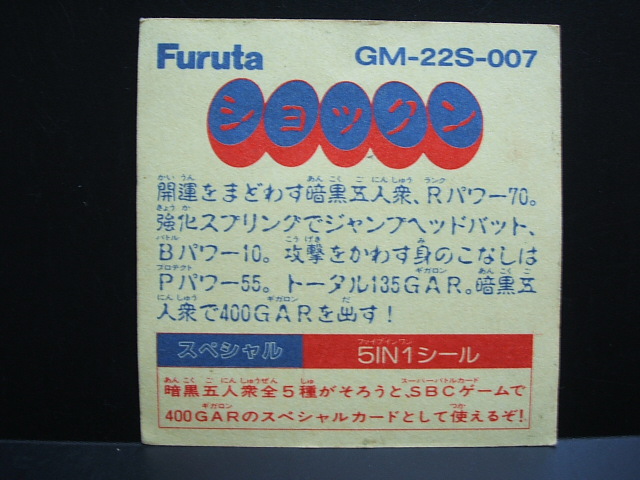 Furuta GM-22S-007
ショックン
開運をまどわす暗黒五人衆、Rパワー70。
強化スプリングでジャンプヘッドバット、
Bパワー10。攻撃をかわす身のこなしは
Pパワー55。トータル135GAR。暗黒五
人衆で400GARを出す!
スペシャル 5IN1シール
暗黒五人衆全5種がそろうと、SBCゲームで
400GARのスペシャルカードとして使えるぞ!